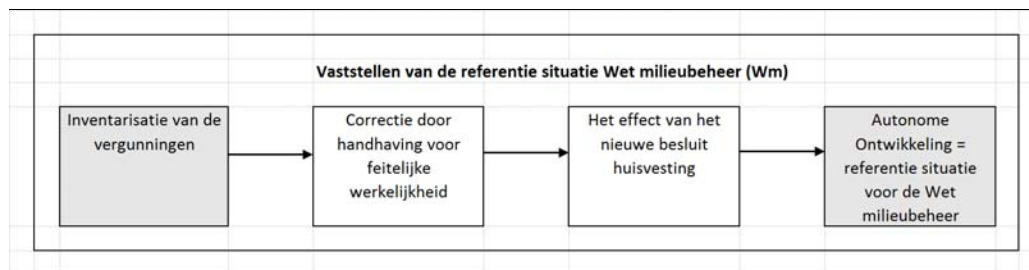 Vaststellen van de referentie situatie Wet milieubeheer (Wm)
Inventarisatie van de
vergunningen
Correctie door
handhaving voor
feitelijke
werkelijkheid
Het effect van het
nieuwe besluit
huisvesting
Autonome
Ontwikkeling =
referentie situatie
voor de Wet
milieubeheer